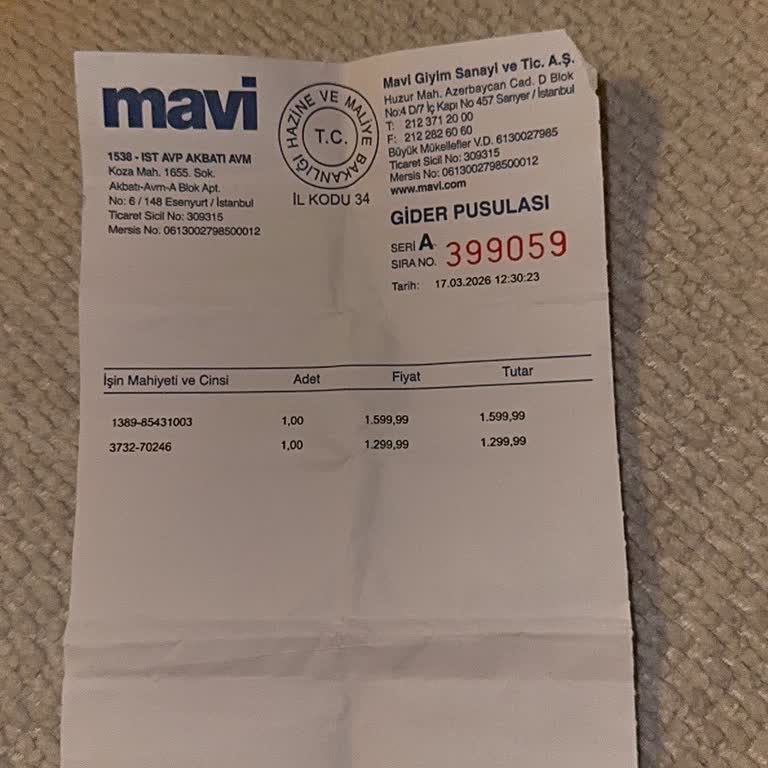 mavi
1538 - IST AVP AKBATI AVM
Koza Mah. 1655. Sok.
Akbatı-Avm-A Blok Apt.
No: 6 / 148 Esenyurt / İstanbul
Ticaret Sicil No: 309315
Mersis No: 0613002798500012
HAZİNE VE MALİYE BAKANLIĞI
T.C.
İL KODU 34
Mavi Giyim Sanayi ve Tic. A.Ş.
Huzur Mah. Azerbaycan Cad. D Blok
No:4 D/7 İç Kapı No 457 Sarıyer / İstanbul
T: 212 371 20 00
F: 212 282 60 60
Büyük Mükellefler V.D. 6130027985
Ticaret Sicil No: 309315
Mersis No: 0613002798500012
www.mavi.com
GİDER PUSULASI
SERİ A
SIRA NO. 399059
Tarih: 17.03.2026 12:30:23
İşin Mahiyeti ve Cinsi Adet Fiyat Tutar
1389-85431003 1,00 1.599,99 1.599,99
3732-70246 1,00 1.299,99 1.299,99